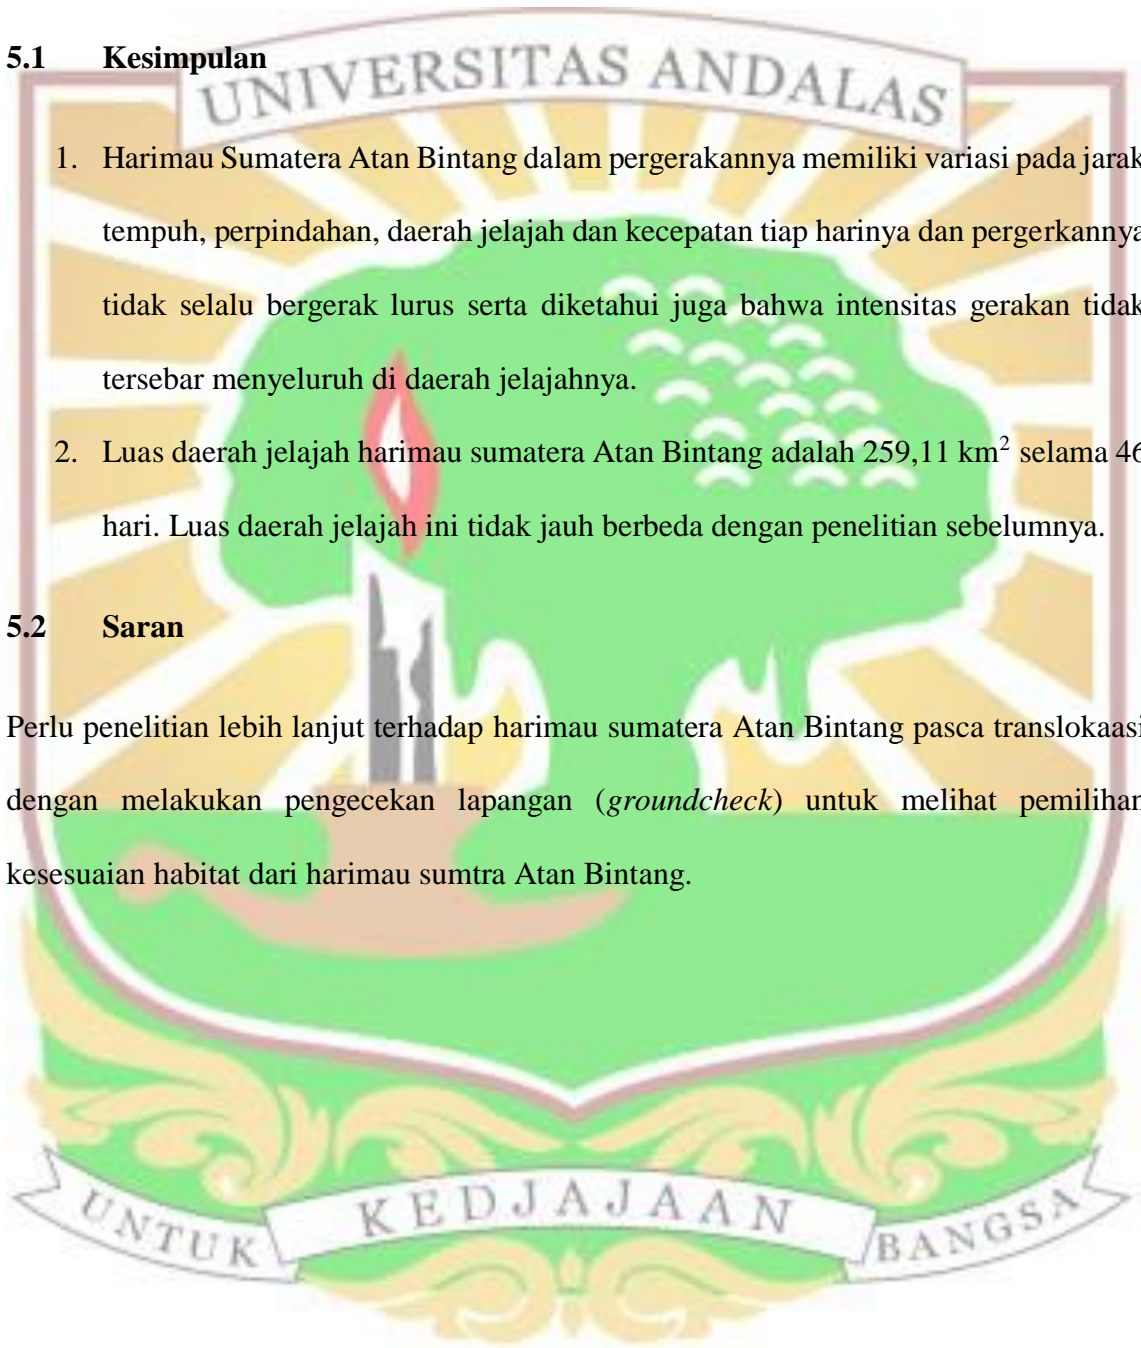 5.1 Kesimpulan
UNIVERSITAS ANDALAS
1. Harimau Sumatera Atan Bintang dalam pergerakannya memiliki variasi pada jarak
tempuh, perpindahan, daerah jelajah dan kecepatan tiap harinya dan pergerkannya
tidak selalu bergerak lurus serta diketahui juga bahwa intensitas gerakan tidak
tersebar menyeluruh di daerah jelajahnya.
2. Luas daerah jelajah harimau sumatera Atan Bintang adalah 259,11 km² selama 46
hari. Luas daerah jelajah ini tidak jauh berbeda dengan penelitian sebelumnya.
5.2 Saran
Perlu penelitian lebih lanjut terhadap harimau sumatera Atan Bintang pasca translokaasi
dengan melakukan pengecekan lapangan (groundcheck) untuk melihat pemilihan
kesesuaian habitat dari harimau sumtra Atan Bintang.
UNTUK KEDJAJAAN BANGSA